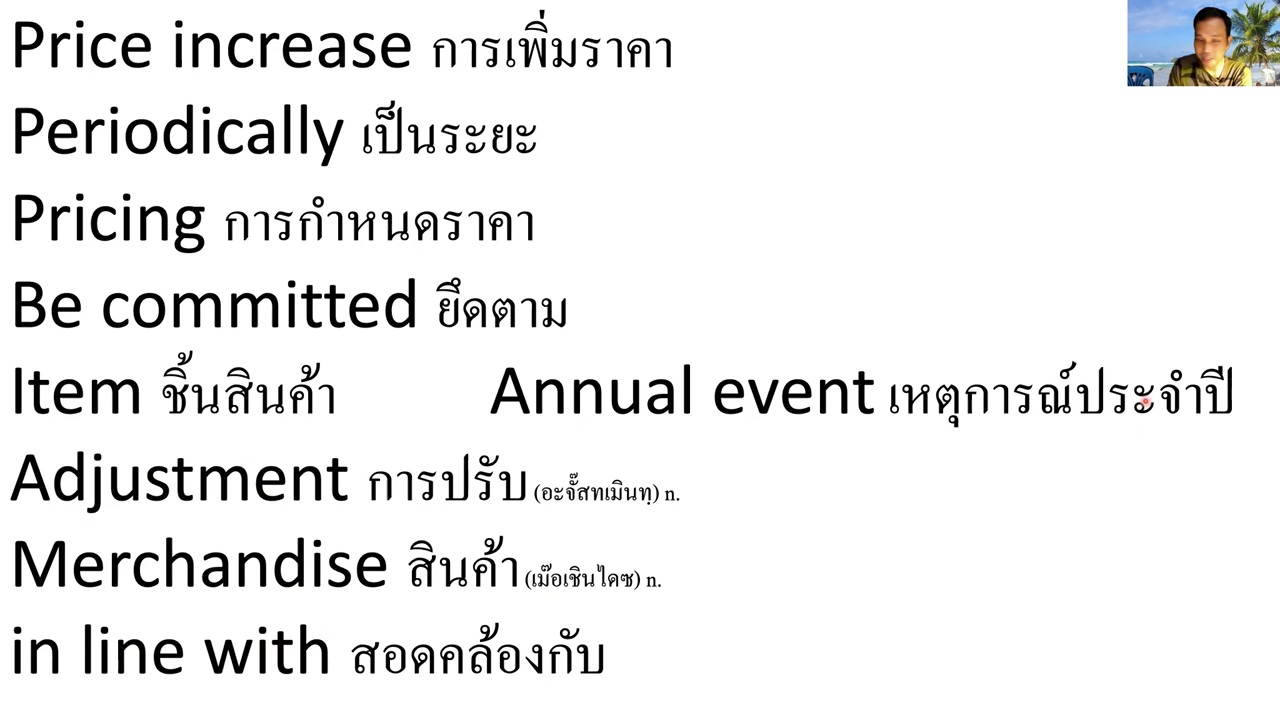 Price increase การเพิ่มราคา
Periodically เป็นระยะ
Pricing การกำหนดราคา
Be committed ยึดตาม
Item ชิ้นสินค้า Annual event เหตุการณ์ประจำปี
Adjustment การปรับ (อะจั๊สทเมินทฺ) n.
Merchandise สินค้า (เม๊อเชินไดซ) n.
in line with สอดคล้องกับ